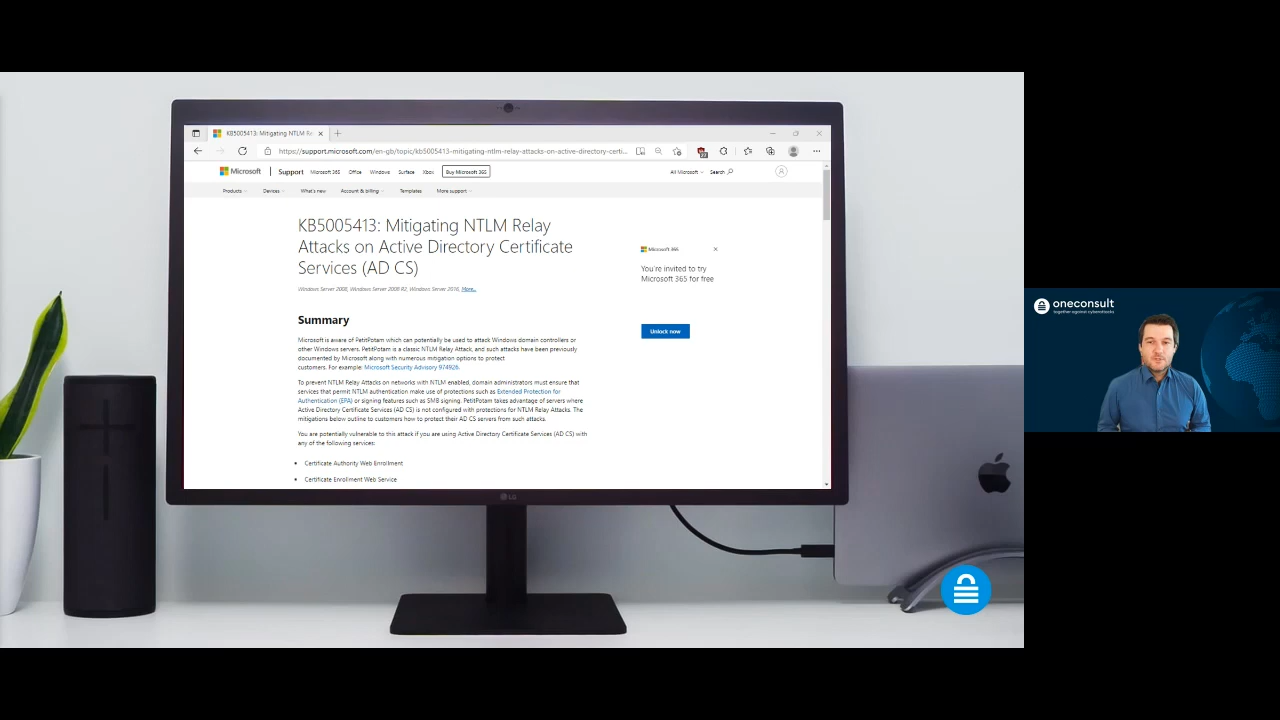 KB5005413: Mitigating NTLM Re
https://support.microsoft.com/en-gb/topic/kb5005413-mitigating-ntlm-relay-attacks-on-active-directory-certi...
Microsoft | Support Microsoft 365 Office Windows Surface Xbox Buy Microsoft 365 All Microsoft Search
Products Devices What's new Account & billing Templates More support
KB5005413: Mitigating NTLM Relay
Attacks on Active Directory Certificate
Services (AD CS)
Windows Server 2008, Windows Server 2008 R2, Windows Server 2016, More...
Summary
Microsoft is aware of PetitPotam which can potentially be used to attack Windows domain controllers or
other Windows servers. PetitPotam is a classic NTLM Relay Attack, and such attacks have been previously
documented by Microsoft along with numerous mitigation options to protect
customers. For example: Microsoft Security Advisory 974926.
To prevent NTLM Relay Attacks on networks with NTLM enabled, domain administrators must ensure that
services that permit NTLM authentication make use of protections such as Extended Protection for
Authentication (EPA) or signing features such as SMB signing. PetitPotam takes advantage of servers where
Active Directory Certificate Services (AD CS) is not configured with protections for NTLM Relay Attacks. The
mitigations below outline to customers how to protect their AD CS servers from such attacks.
You are potentially vulnerable to this attack if you are using Active Directory Certificate Services (AD CS) with
any of the following services:
• Certificate Authority Web Enrollment
• Certificate Enrollment Web Service
Microsoft 365
You're invited to try
Microsoft 365 for free
Unlock now
LG
oneconsult
together against cyberattacks